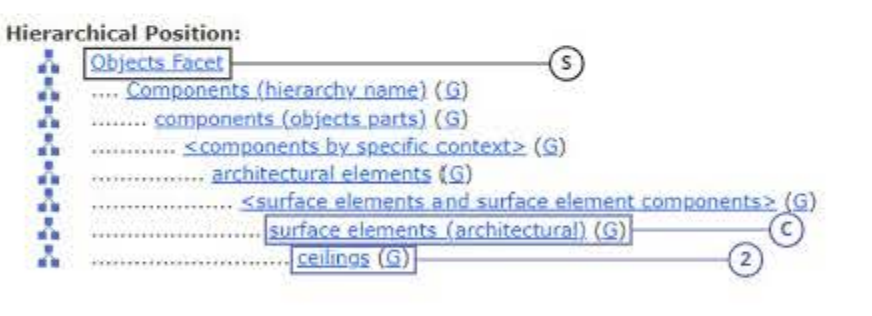 Hierarchical Position:
Objects Facet S
.... Components (hierarchy name) (G)
........ components (objects parts) (G)
............ <components by specific context> (G)
................ architectural elements (G)
.................... <surface elements and surface element components> (G)
........................ surface elements (architectural) (G) C
............................ ceilings (G) 2